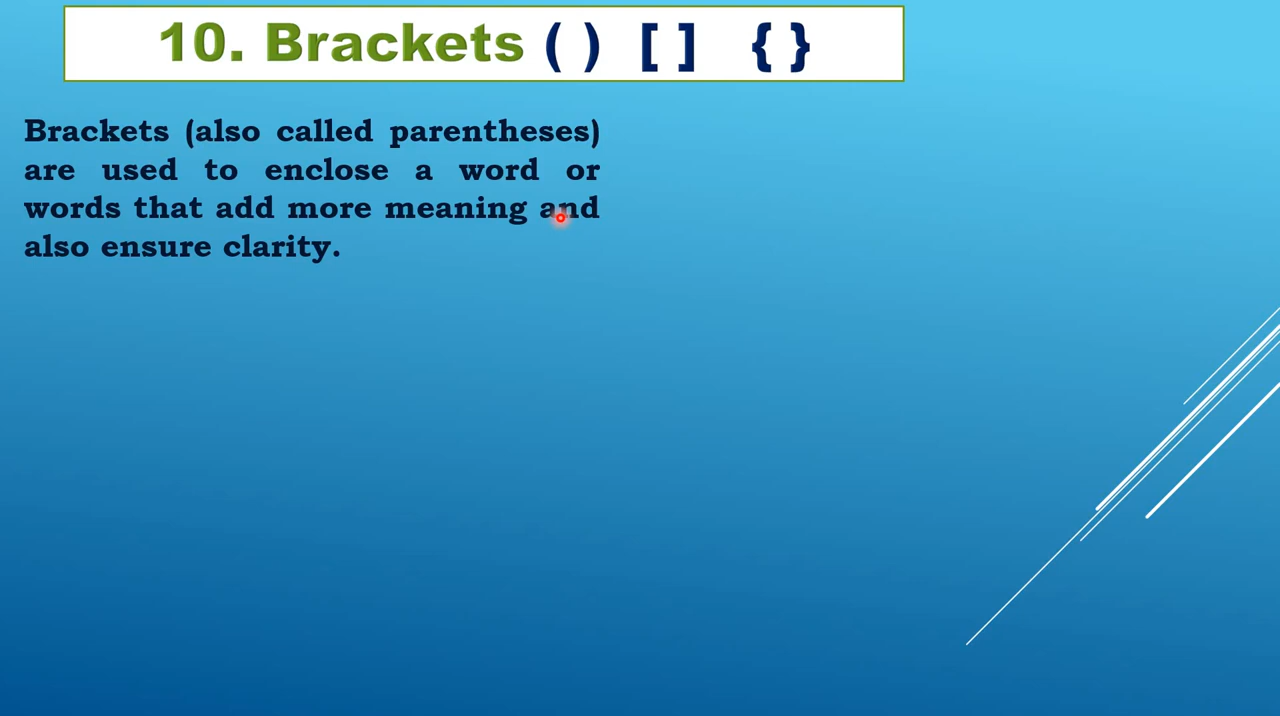 10. Brackets ( ) [ ] { }
Brackets (also called parentheses)
are used to enclose a word or
words that add more meaning and
also ensure clarity.